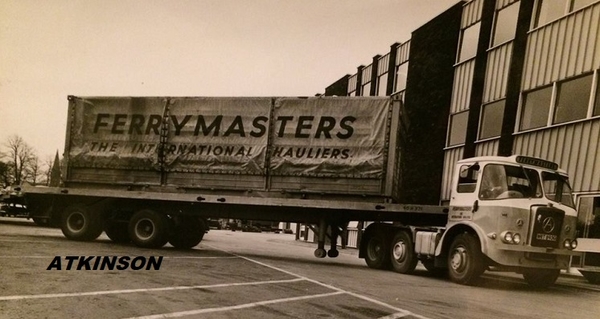 FERRYMASTERS
THE INTERNATIONAL HAULIERS.
ATKINSON